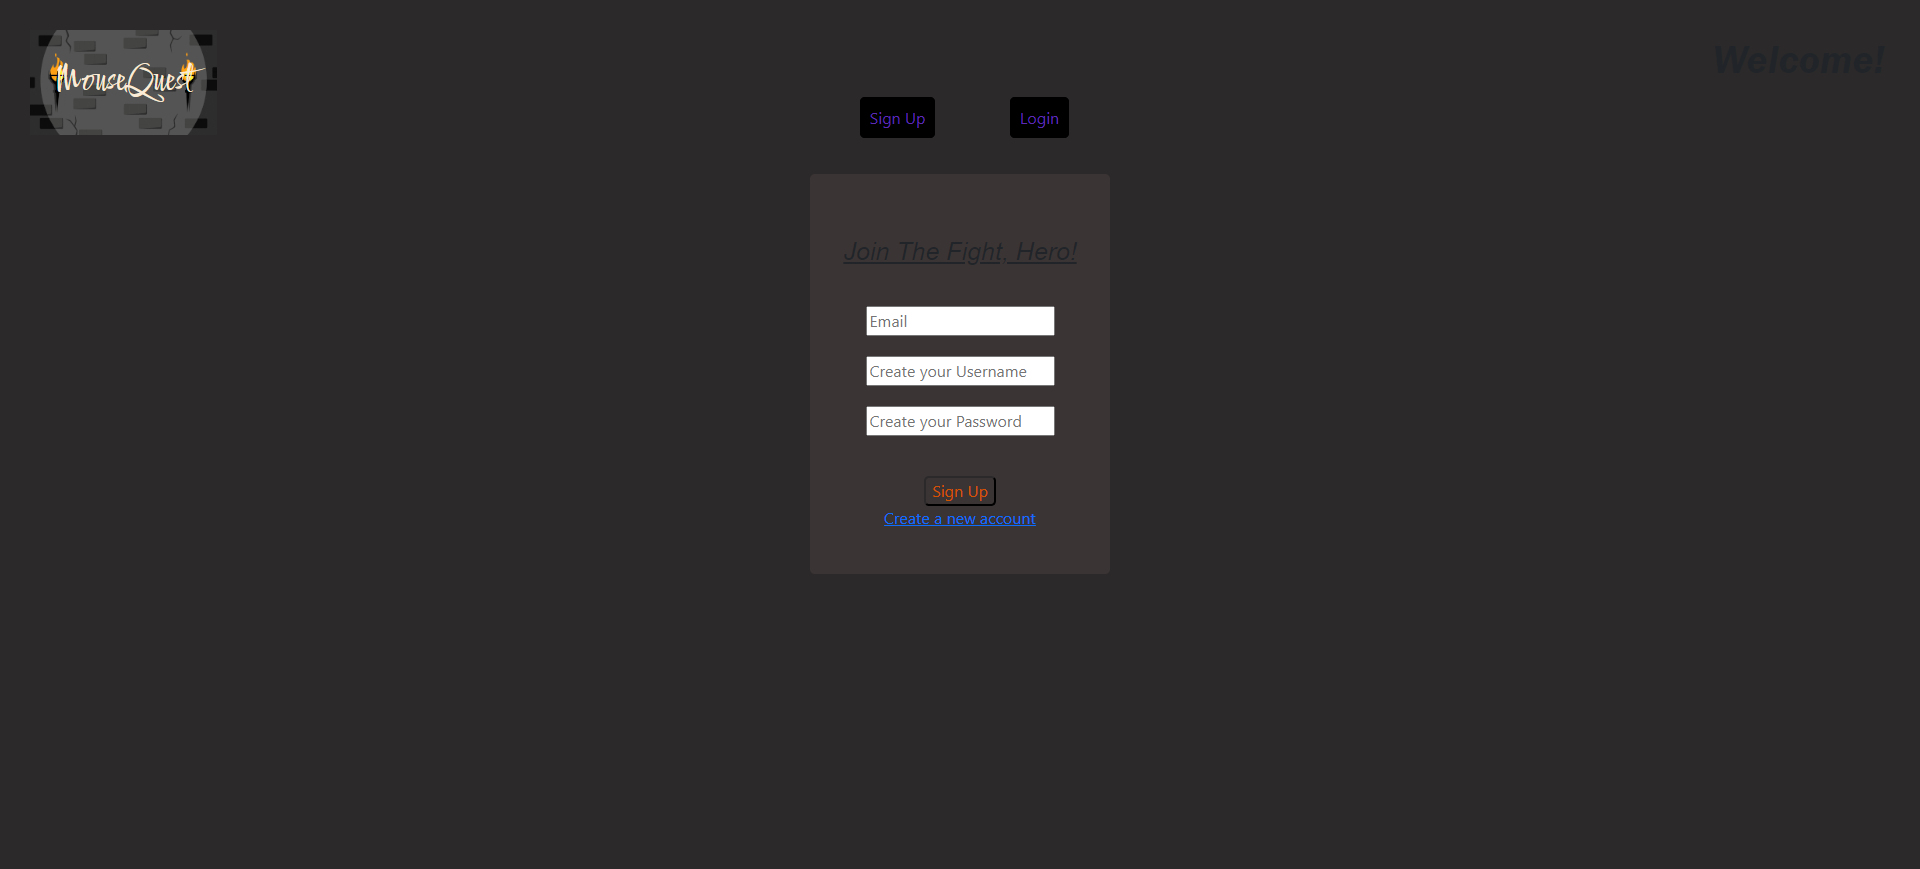 MouseQuest
Welcome!
Sign Up
Login
Join The Fight, Hero!
Email
Create your Username
Create your Password
Sign Up
Create a new account